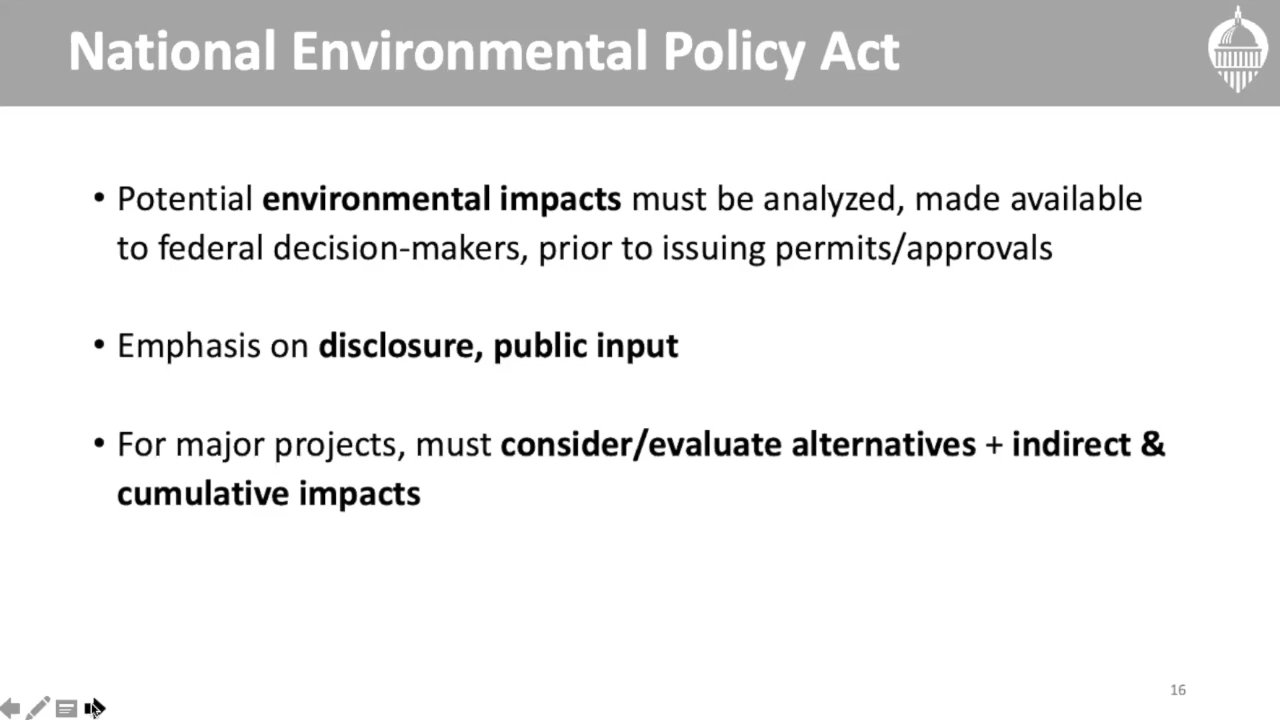 National Environmental Policy Act
• Potential environmental impacts must be analyzed, made available
to federal decision-makers, prior to issuing permits/approvals
• Emphasis on disclosure, public input
• For major projects, must consider/evaluate alternatives + indirect &
cumulative impacts
16